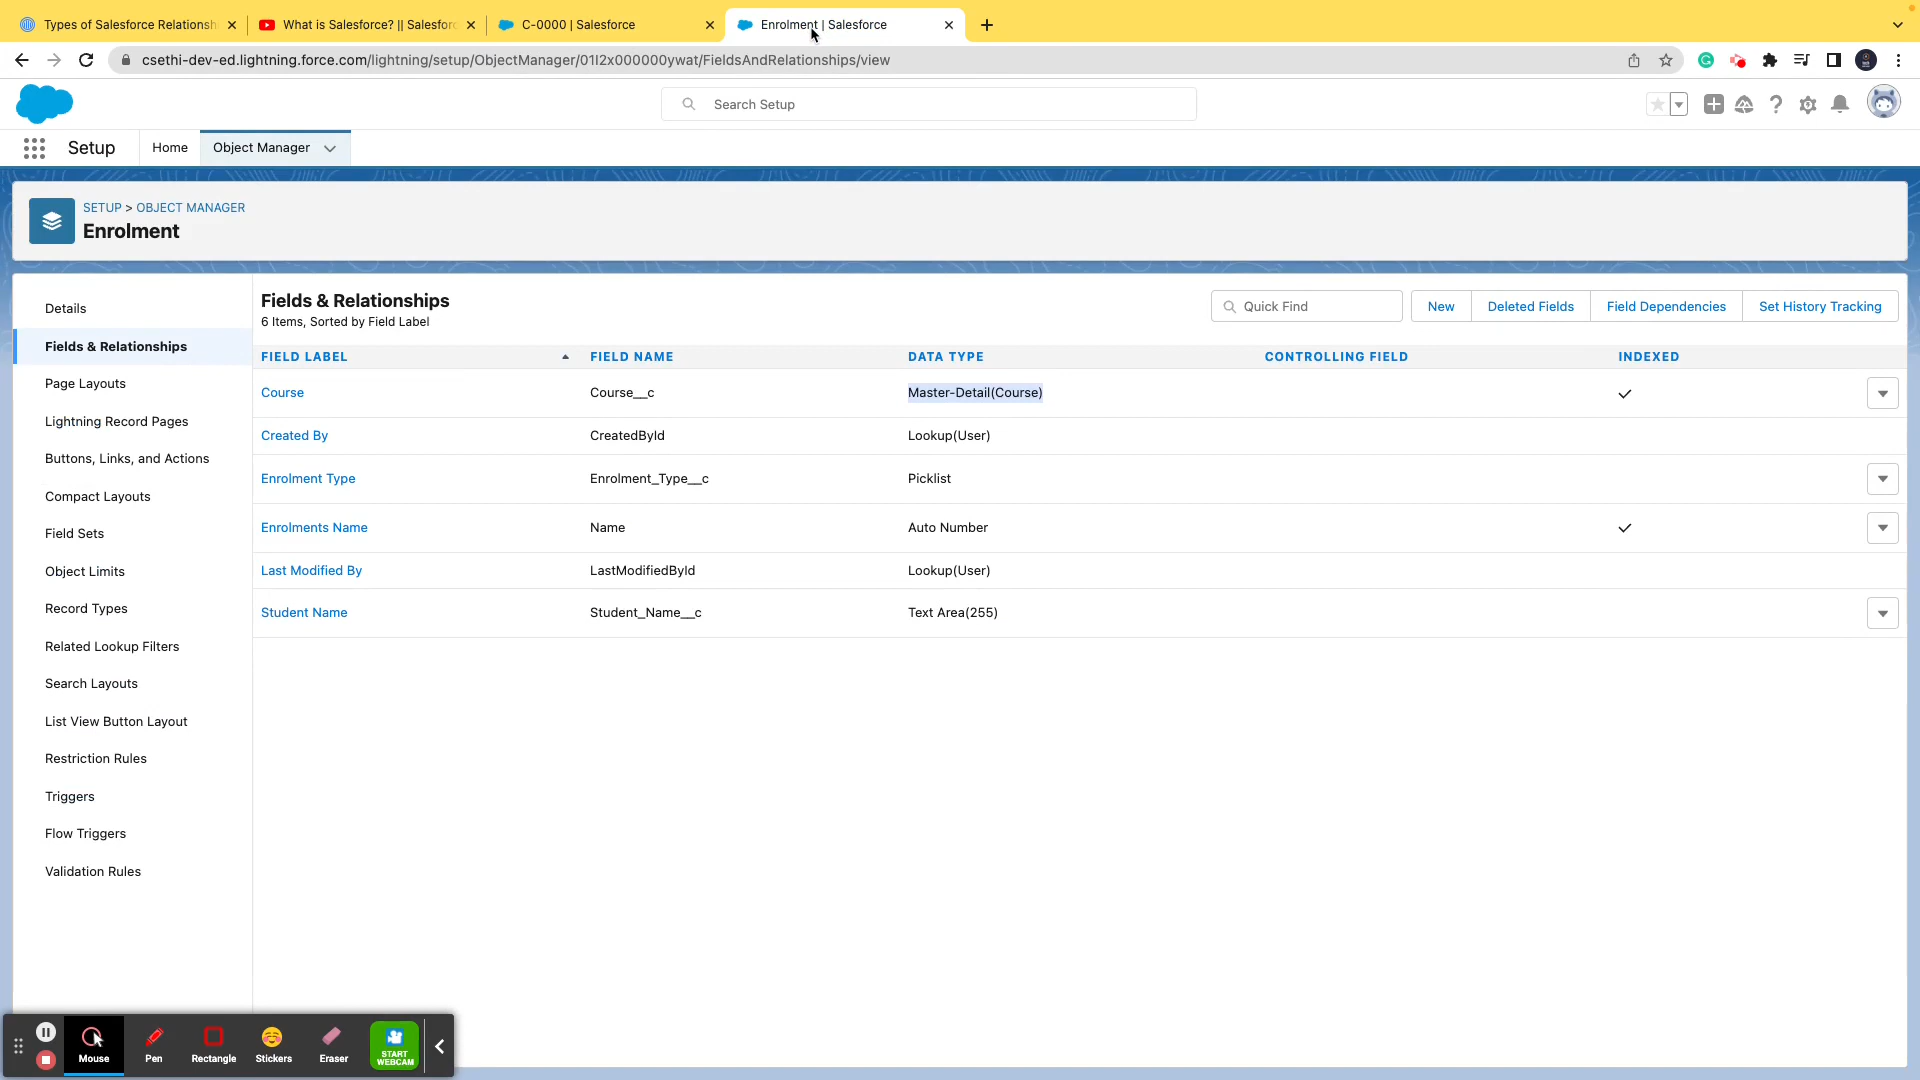 Types of Salesforce Relationsh
What is Salesforce? || Salesforc
C-0000 | Salesforce
Enrolment | Salesforce
csethi-dev-ed.lightning.force.com/lightning/setup/ObjectManager/01I2x000000ywat/FieldsAndRelationships/view
Search Setup
Setup
Home
Object Manager
SETUP > OBJECT MANAGER
Enrolment
Details
Fields & Relationships
Page Layouts
Lightning Record Pages
Buttons, Links, and Actions
Compact Layouts
Field Sets
Object Limits
Record Types
Related Lookup Filters
Search Layouts
List View Button Layout
Restriction Rules
Triggers
Flow Triggers
Validation Rules
Fields & Relationships
6 Items, Sorted by Field Label
Quick Find
New
Deleted Fields
Field Dependencies
Set History Tracking
FIELD LABEL FIELD NAME DATA TYPE CONTROLLING FIELD INDEXED
Course Course__c Master-Detail(Course)
Created By CreatedById Lookup(User)
Enrolment Type Enrolment_Type__c Picklist
Enrolments Name Name Auto Number
Last Modified By LastModifiedById Lookup(User)
Student Name Student_Name__c Text Area(255)
Mouse
Pen
Rectangle
Stickers
Eraser
START
WEBCAM